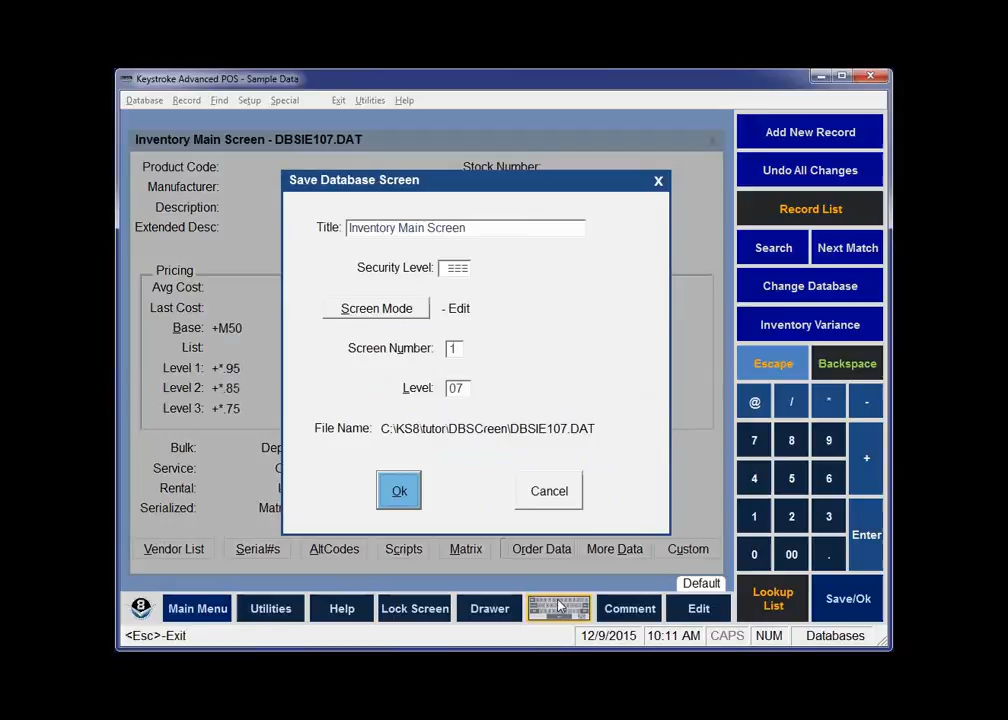 Keystroke Advanced POS - Sample Data
Database Record Find Setup Special Exit Utilities Help
Inventory Main Screen - DBSIE107.DAT
Product Code: Stock Number:
Manufacturer:
Description:
Extended Desc:
Pricing
Avg Cost:
Last Cost:
Base: +M50
List:
Level 1: +*.95
Level 2: +*.85
Level 3: +*.75
Bulk: Dep
Service: C
Rental: L
Serialized: Mat
Vendor List Serial#s AltCodes Scripts Matrix Order Data More Data Custom
Save Database Screen X
Title: Inventory Main Screen
Security Level:
Screen Mode - Edit
Screen Number: 1
Level: 07
File Name: C:\KS8\tutor\DBSCreen\DBSIE107.DAT
Ok Cancel
Add New Record
Undo All Changes
Record List
Search Next Match
Change Database
Inventory Variance
Escape Backspace
@ / * -
7 8 9 +
4 5 6
1 2 3 Enter
0 00 .
Lookup List Save/Ok
Default
8 Main Menu Utilities Help Lock Screen Drawer Comment Edit
<Esc>-Exit 12/9/2015 10:11 AM CAPS NUM Databases